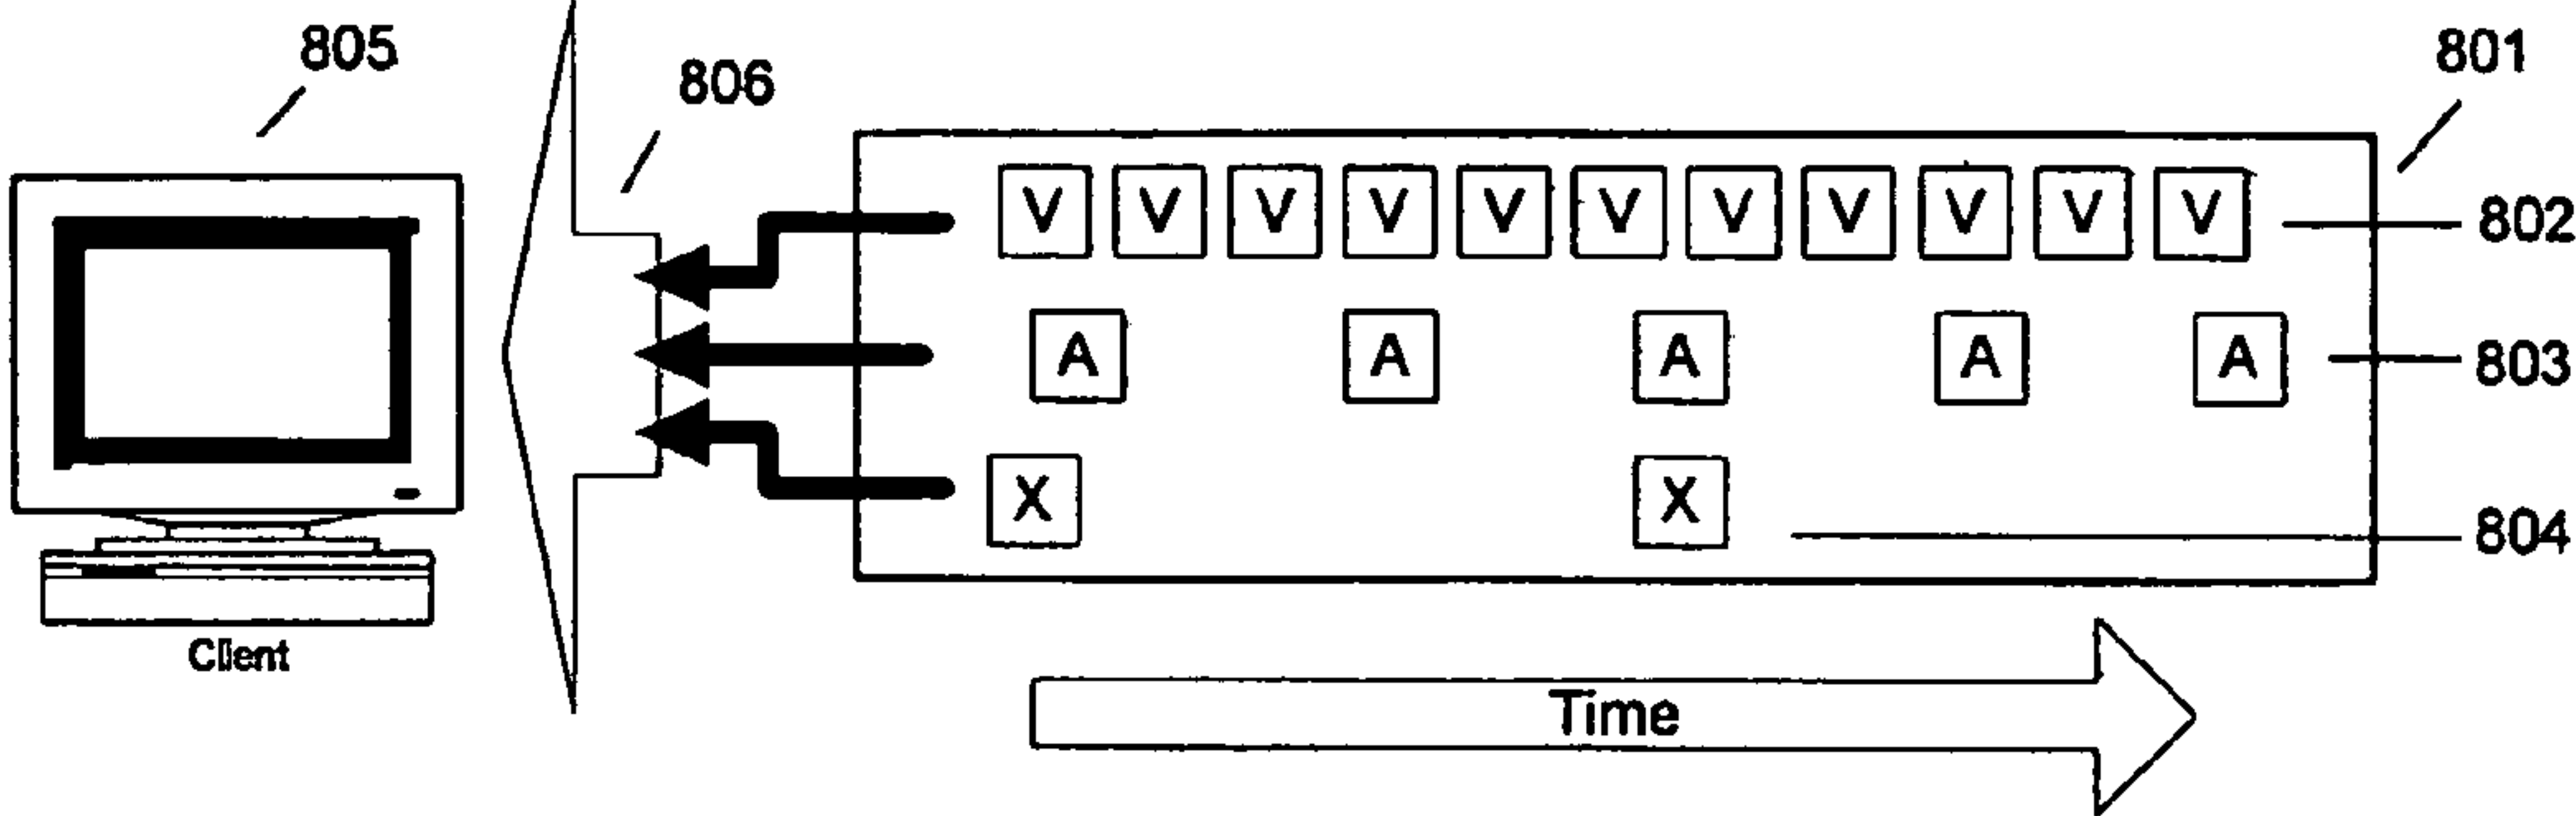 805
806
801
V V V V V V V V V V V
802
A A A A A
803
X X
804
Client
Time